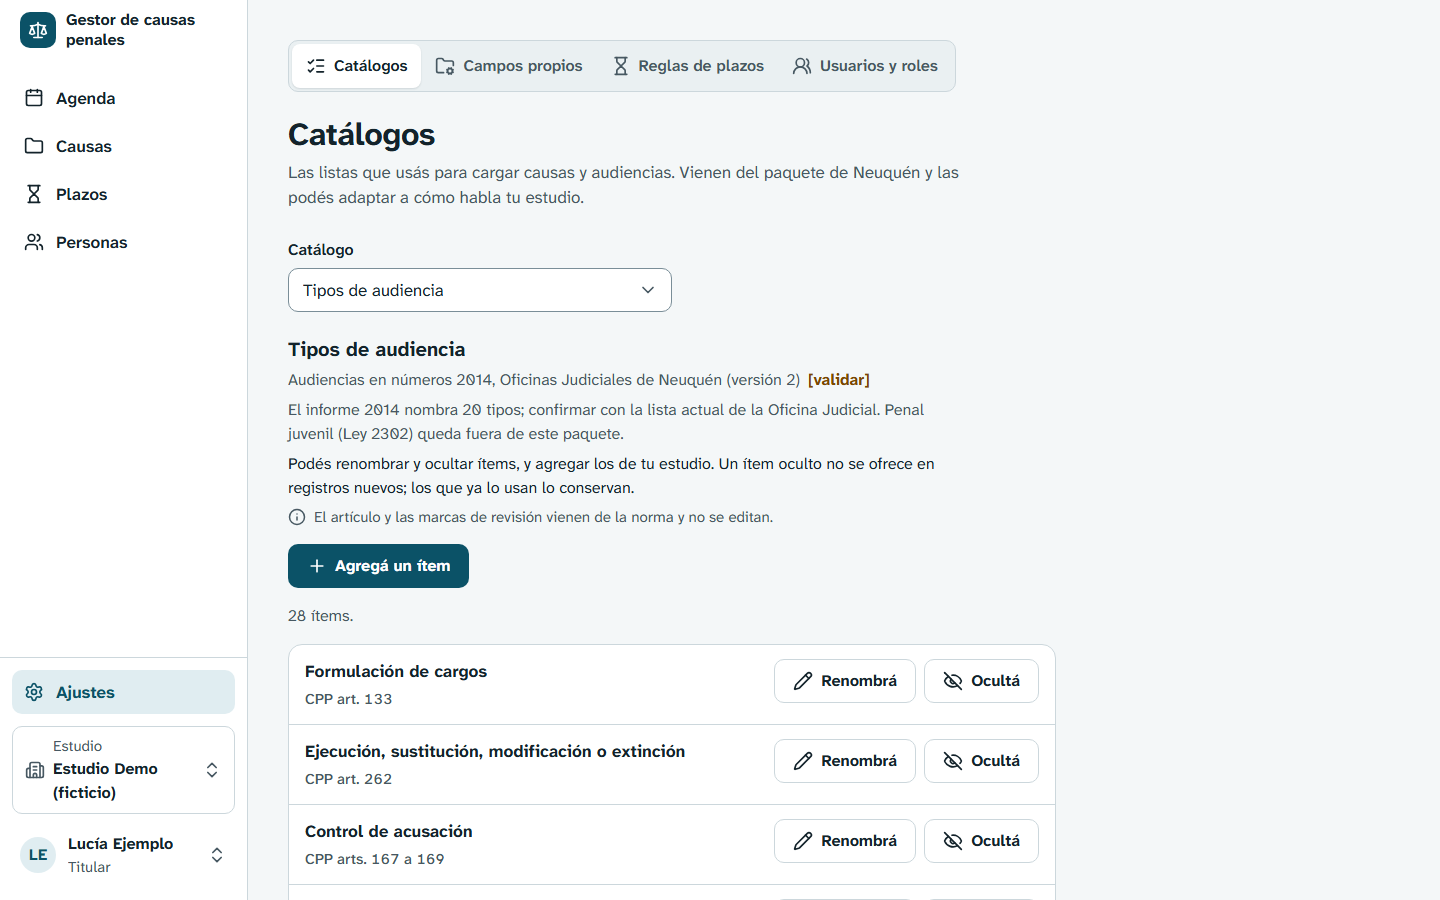 Gestor de causas
penales
Agenda
Causas
Plazos
Personas
Ajustes
Estudio
Estudio Demo
(ficticio)
LE
Lucía Ejemplo
Titular
Catálogos
Campos propios
Reglas de plazos
Usuarios y roles
Catálogos
Las listas que usás para cargar causas y audiencias. Vienen del paquete de Neuquén y las
podés adaptar a cómo habla tu estudio.
Catálogo
Tipos de audiencia
Tipos de audiencia
Audiencias en números 2014, Oficinas Judiciales de Neuquén (versión 2) [validar]
El informe 2014 nombra 20 tipos; confirmar con la lista actual de la Oficina Judicial. Penal
juvenil (Ley 2302) queda fuera de este paquete.
Podés renombrar y ocultar ítems, y agregar los de tu estudio. Un ítem oculto no se ofrece en
registros nuevos; los que ya lo usan lo conservan.
El artículo y las marcas de revisión vienen de la norma y no se editan.
Agregá un ítem
28 ítems.
Formulación de cargos
CPP art. 133
Renombrá
Ocultá
Ejecución, sustitución, modificación o extinción
CPP art. 262
Renombrá
Ocultá
Control de acusación
CPP arts. 167 a 169
Renombrá
Ocultá